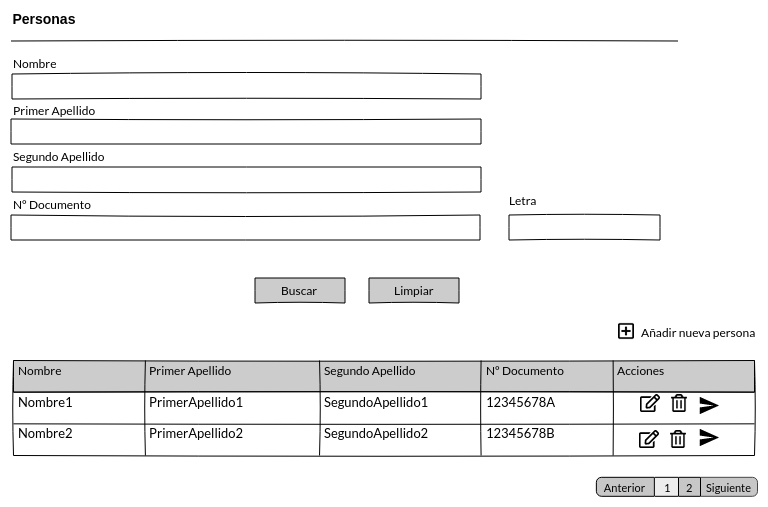 Personas
Nombre
Primer Apellido
Segundo Apellido
Nº Documento Letra
Buscar Limpiar
Añadir nueva persona
Nombre Primer Apellido Segundo Apellido Nº Documento Acciones
Nombre1 PrimerApellido1 SegundoApellido1 12345678A
Nombre2 PrimerApellido2 SegundoApellido2 12345678B
Anterior 1 2 Siguiente